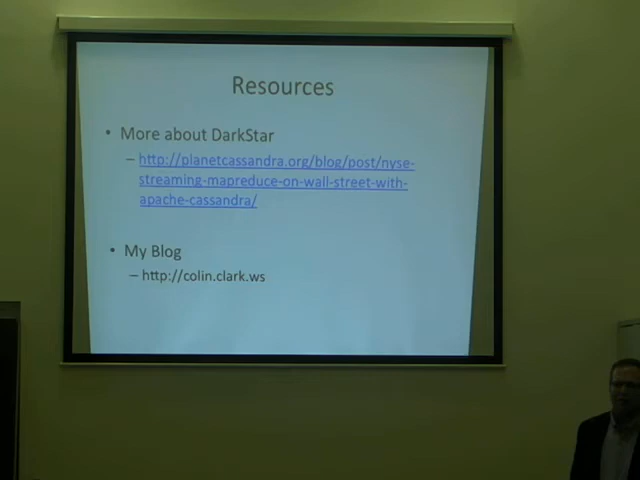 Resources
• More about DarkStar
– http://planetcassandra.org/blog/post/nyse-
streaming-mapreduce-on-wall-street-with-
apache-cassandra/
• My Blog
– http://colin.clark.ws